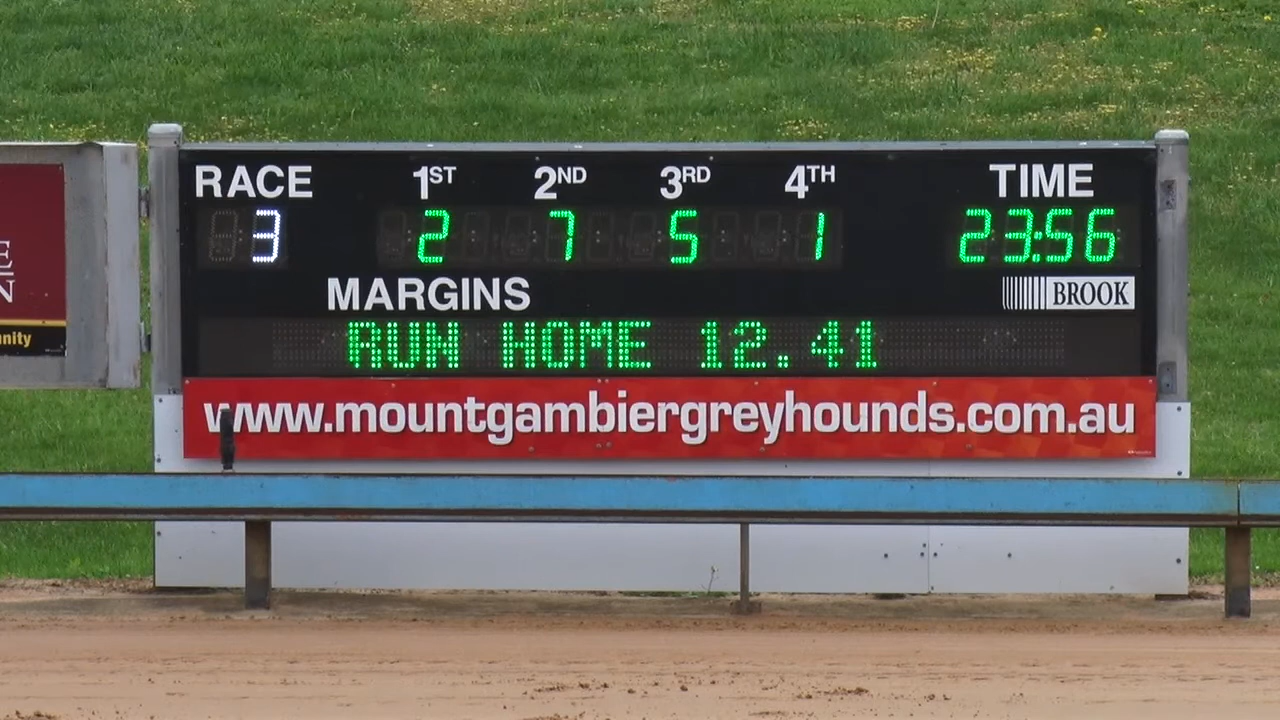 RACE 1ST 2ND 3RD 4TH TIME
3 2 7 5 1 23:56
MARGINS
BROOK
RUN HOME 12.41
www.mountgambiergreyhounds.com.au
E
N
nity